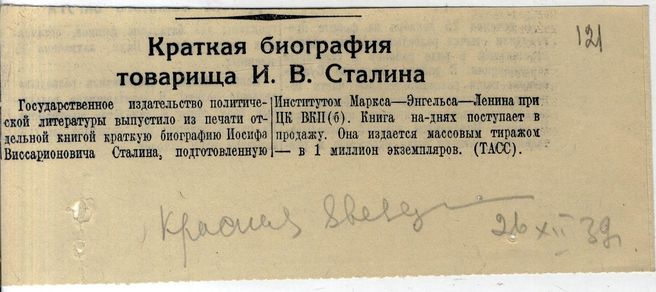 121
Краткая биография
товарища И. В. Сталина
Государственное издательство политиче-
ской литературы выпустило из печати от-
дельной книгой краткую биографию Иосифа
Виссарионовича Сталина, подготовленную
Институтом Маркса—Энгельса—Ленина при
ЦК ВКП(б). Книга на-днях поступает в
продажу. Она издается массовым тиражом
— в 1 миллион экземпляров. (ТАСС).
Красная Звезда
26 XII 39.